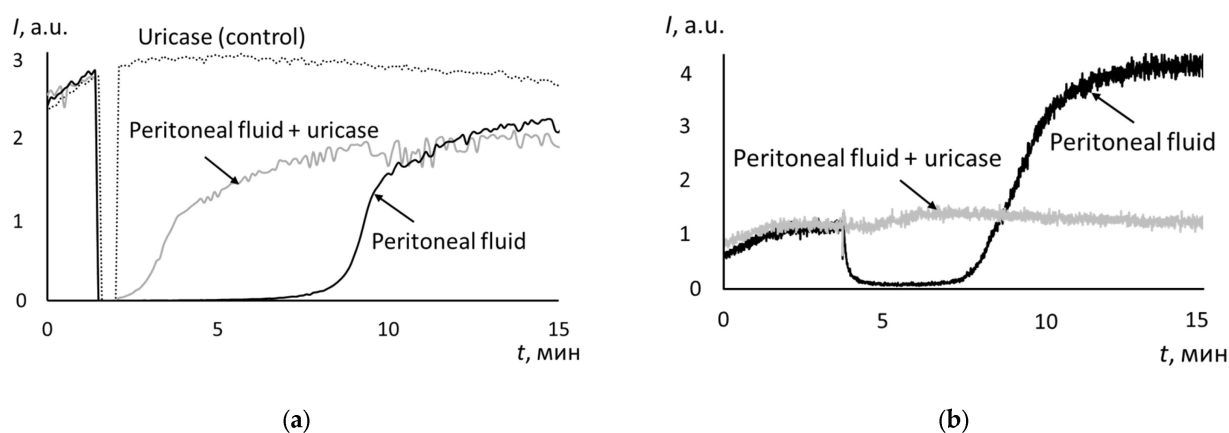 I, a.u.
Uricase (control)
3
Peritoneal fluid + uricase
2
1
Peritoneal fluid
0
0 5 10 15
t, мин
(a)
I, a.u.
4
3
Peritoneal fluid
Peritoneal fluid + uricase
2
1
0
0 5 10 15
t, мин
(b)